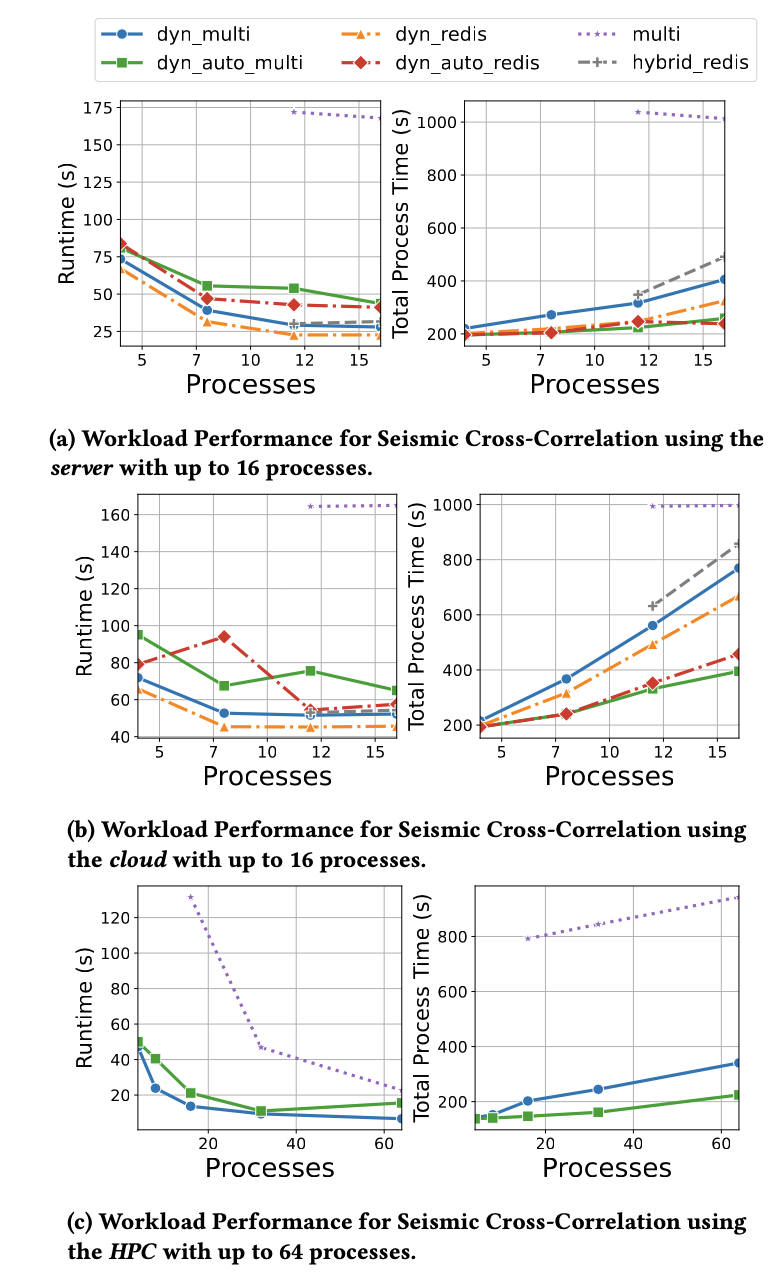 dyn_multi dyn_redis multi
dyn_auto_multi dyn_auto_redis hybrid_redis
Runtime (s)
175
150
125
100
75
50
25
5 7 10 12 15
Processes
Total Process Time (s)
1000
800
600
400
200
5 7 10 12 15
Processes
(a) Workload Performance for Seismic Cross-Correlation using the
server with up to 16 processes.
Runtime (s)
160
140
120
100
80
60
40
5 7 10 12 15
Processes
Total Process Time (s)
1000
800
600
400
200
5 7 10 12 15
Processes
(b) Workload Performance for Seismic Cross-Correlation using
the cloud with up to 16 processes.
Runtime (s)
120
100
80
60
40
20
20 40 60
Processes
Total Process Time (s)
800
600
400
200
20 40 60
Processes
(c) Workload Performance for Seismic Cross-Correlation using
the HPC with up to 64 processes.